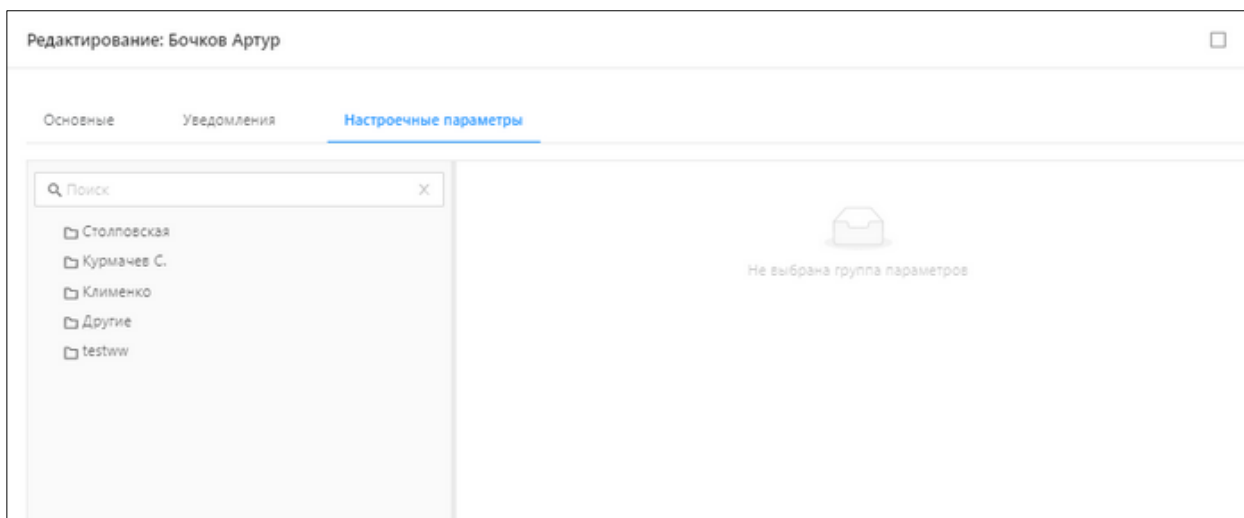 Редактирование: Бочков Артур
Основные Уведомления Настроечные параметры
Поиск
Столповская
Курмачев С.
Клименко
Другие
testww
Не выбрана группа параметров